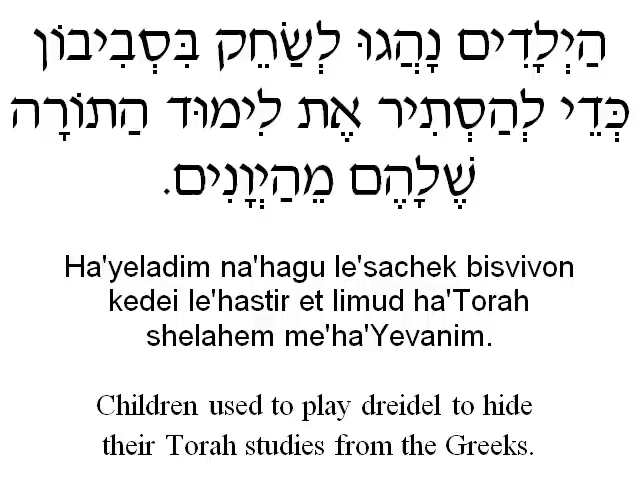 הַיְלָדִים נָהֲגוּ לְשַׂחֵק בִּסְבִיבוֹן
כְּדֵי לְהַסְתִיר אֶת לִימוּד הַתוֹרָה
שֶׁלָהֶם מֵהַיְוָנִים.
Ha'yeladim na'hagu le'sachek bisvivon
kedei le'hastir et limud ha'Torah
shelahem me'ha'Yevanim.
Children used to play dreidel to hide
their Torah studies from the Greeks.